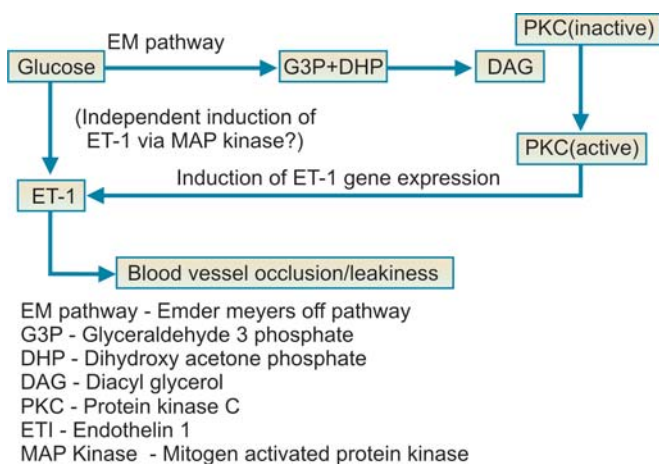 PKC(inactive)
EM pathway
Glucose
G3P+DHP
DAG
(Independent induction of
ET-1 via MAP kinase?)
PKC(active)
Induction of ET-1 gene expression
ET-1
Blood vessel occlusion/leakiness
EM pathway - Emder meyers off pathway
G3P - Glyceraldehyde 3 phosphate
DHP - Dihydroxy acetone phosphate
DAG - Diacyl glycerol
PKC - Protein kinase C
ETI - Endothelin 1
MAP Kinase - Mitogen activated protein kinase